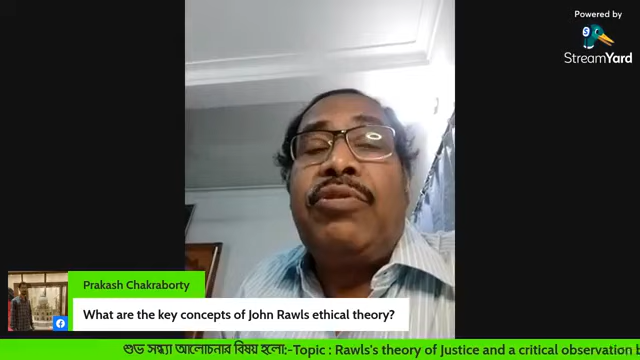 Powered by
StreamYard
Prakash Chakraborty
What are the key concepts of John Rawls ethical theory?
শুভ সন্ধ্যা আলোচনার বিষয় হলো:-Topic : Rawls's theory of Justice and a critical observation